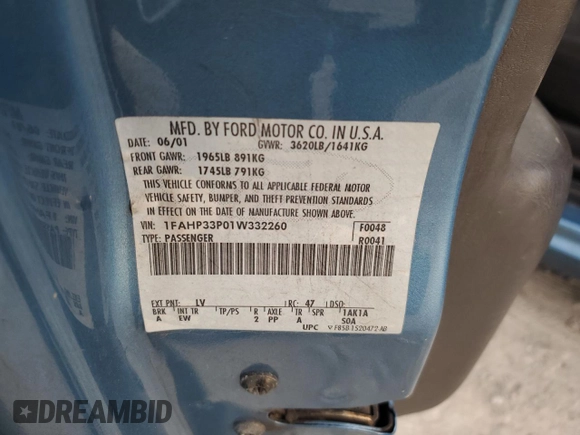 MFD. BY FORD MOTOR CO. IN U.S.A.
DATE: 06/01 GVWR: 3620LB/1641KG
FRONT GAWR: 1965LB 891KG
REAR GAWR: 1745LB 791KG
THIS VEHICLE CONFORMS TO ALL APPLICABLE FEDERAL MOTOR
VEHICLE SAFETY, BUMPER, AND THEFT PREVENTION STANDARDS
IN EFFECT ON THE DATE OF MANUFACTURE SHOWN ABOVE.
VIN: 1FAHP33P01W332260 F0048
TYPE: PASSENGER R0041
EXT PNT: LV RC: 47 DSO:
BRK INT TR TP/PS R AXLE TR SPR 1AK1A
A EW 2 PP A SOA
UPC
DREAMBID